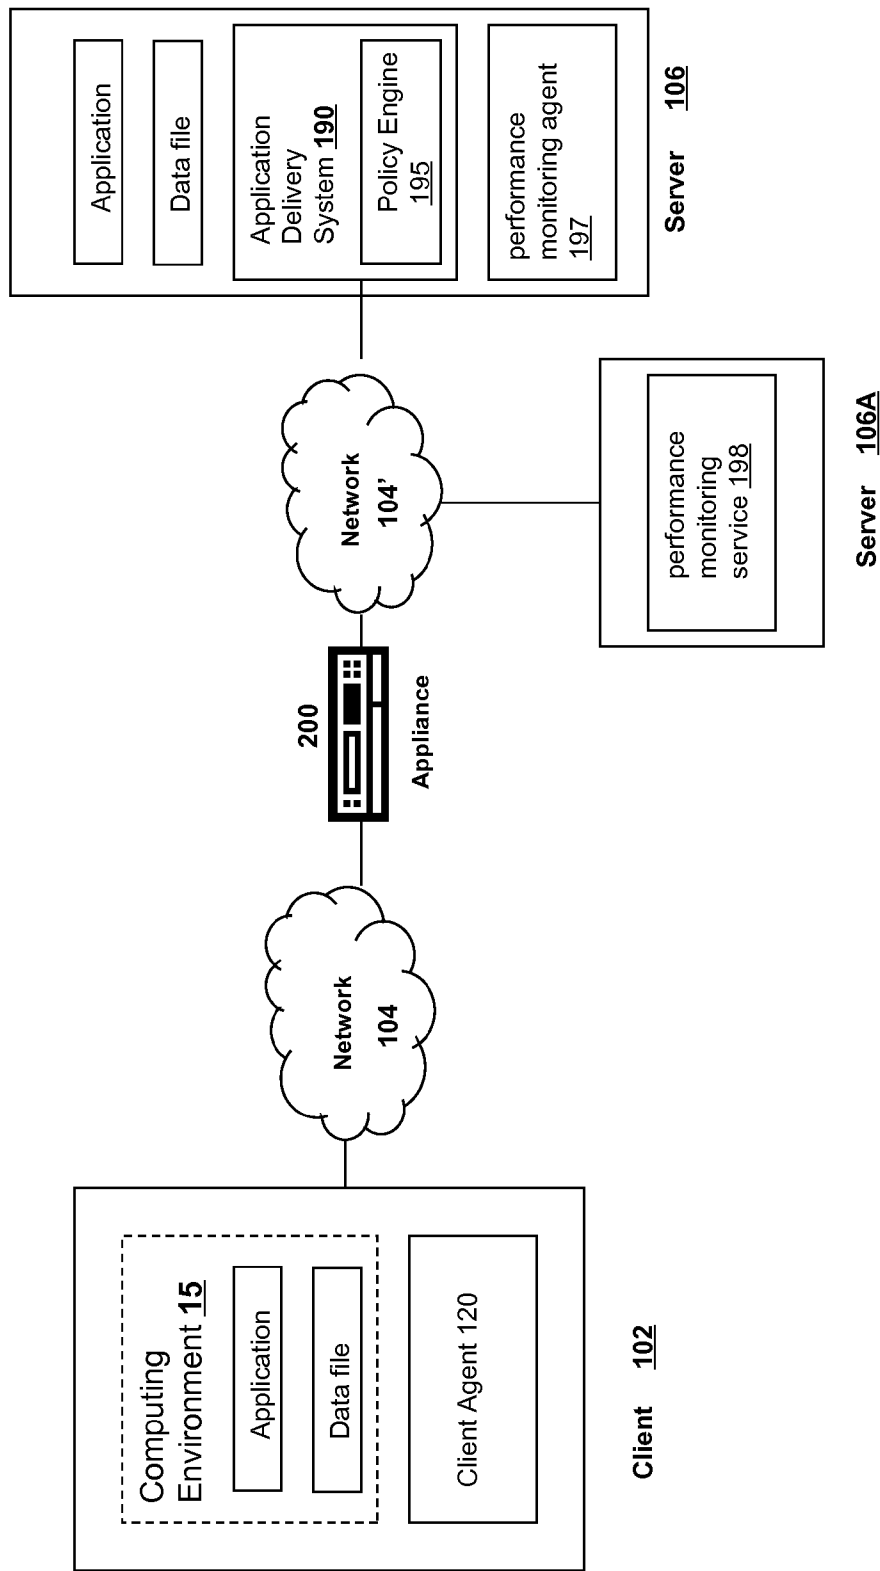 Client 102
Computing
Environment 15
Application
Data file
Client Agent 120
Network
104
200
Appliance
Network
104’
Server 106A
performance
monitoring
service 198
Server 106
Application
Data file
Application
Delivery
System 190
Policy Engine
195
performance
monitoring agent
197